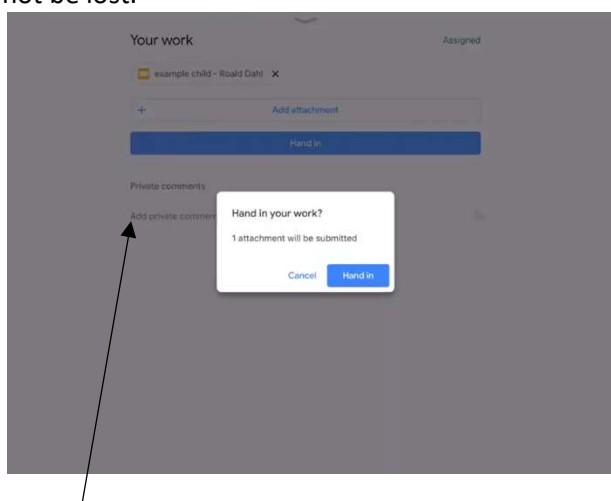 not be lost.
Your work
Assigned
example child - Roald Dahl X
+ Add attachment
Hand in
Private comments
Add private commen
Hand in your work?
1 attachment will be submitted
Cancel Hand in